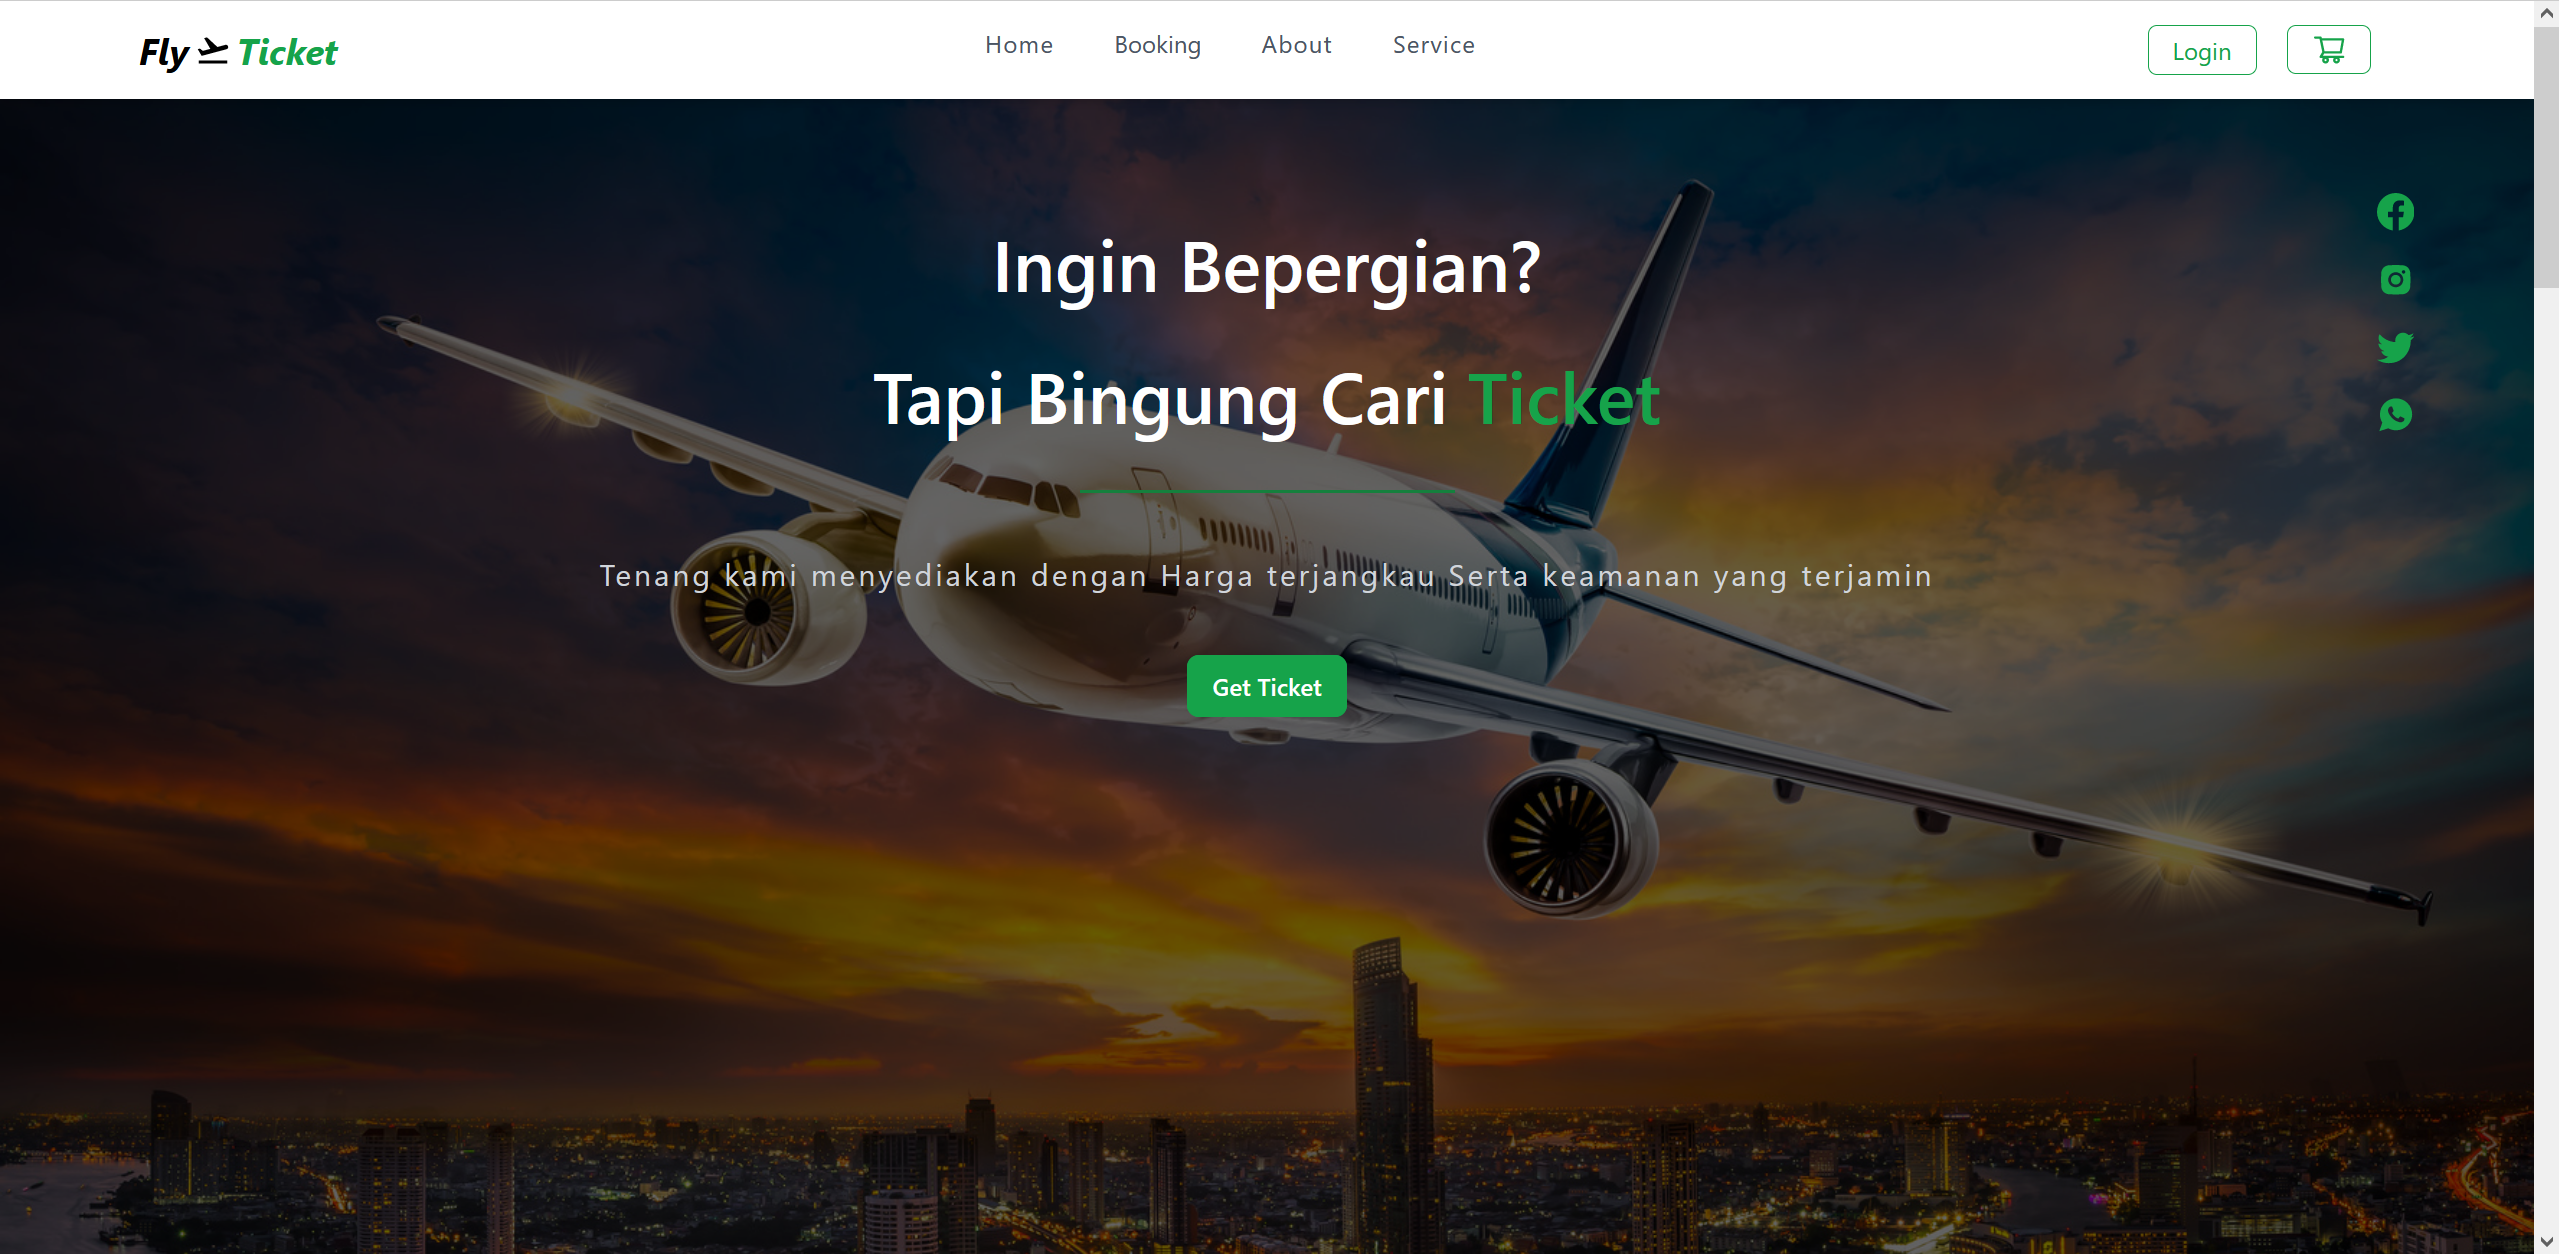 Fly Ticket
Home Booking About Service
Login
Ingin Bepergian?
Tapi Bingung Cari Ticket
Tenang kami menyediakan dengan Harga terjangkau Serta keamanan yang terjamin
Get Ticket